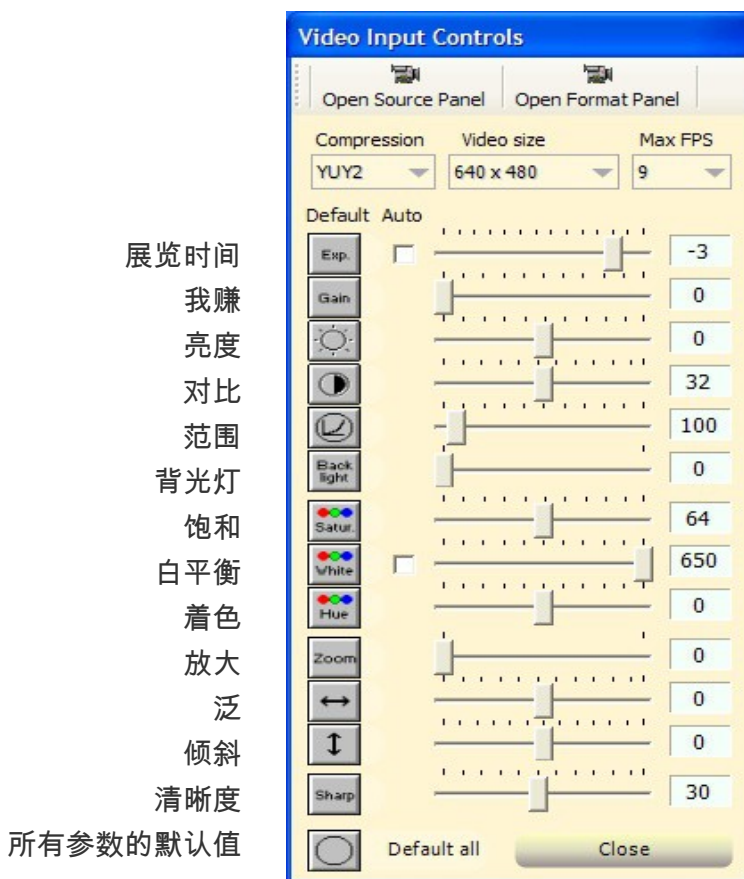 Video Input Controls
Open Source Panel Open Format Panel
Compression Video size Max FPS
YUY2 640 x 480 9
Default Auto
展览时间 Exp. -3
我赚 Gain 0
亮度 0
对比 32
范围 100
背光灯 Back light 0
饱和 Satur. 64
白平衡 White 650
着色 Hue 0
放大 Zoom 0
泛 0
倾斜 0
清晰度 Sharp 30
所有参数的默认值 Default all Close